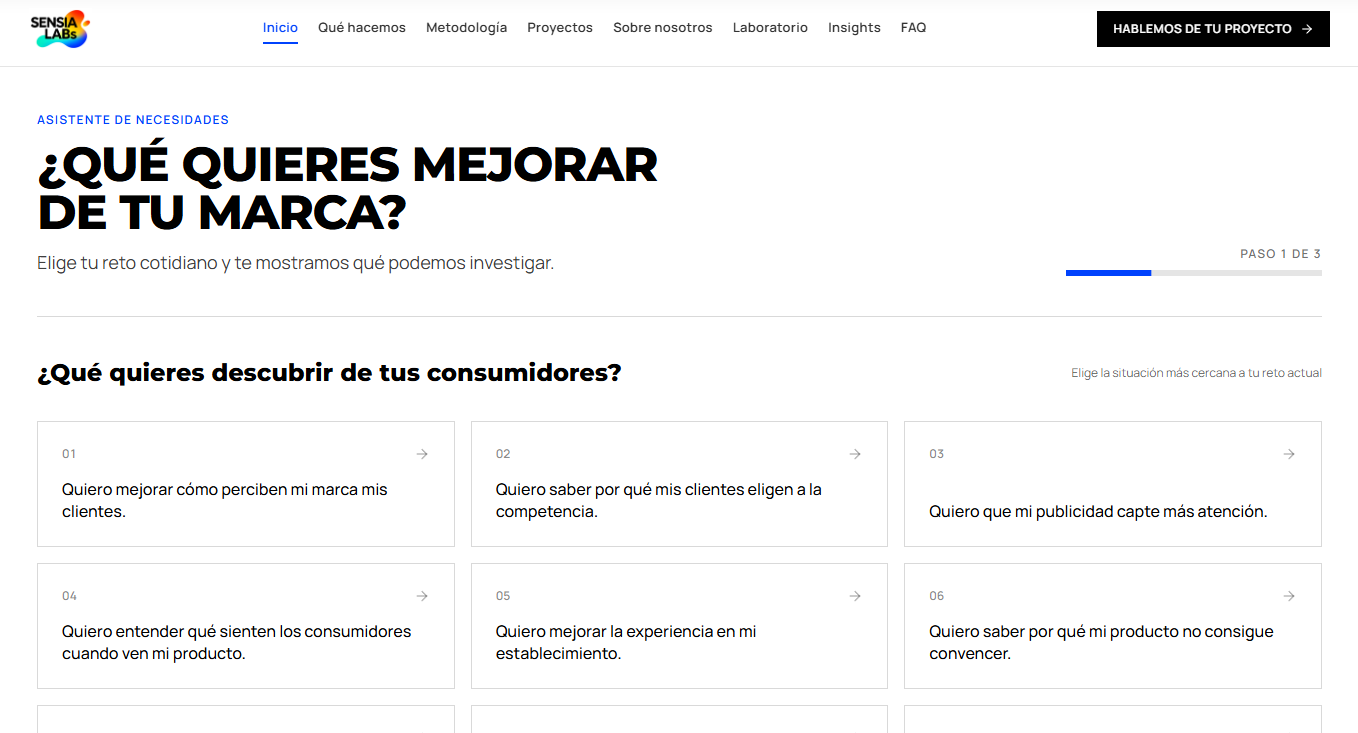 SENSIA
LABs
Inicio
Qué hacemos
Metodología
Proyectos
Sobre nosotros
Laboratorio
Insights
FAQ
HABLEMOS DE TU PROYECTO
ASISTENTE DE NECESIDADES
¿QUÉ QUIERES MEJORAR
DE TU MARCA?
Elige tu reto cotidiano y te mostramos qué podemos investigar.
PASO 1 DE 3
¿Qué quieres descubrir de tus consumidores?
Elige la situación más cercana a tu reto actual
01
Quiero mejorar cómo perciben mi marca mis
clientes.
02
Quiero saber por qué mis clientes eligen a la
competencia.
03
Quiero que mi publicidad capte más atención.
04
Quiero entender qué sienten los consumidores
cuando ven mi producto.
05
Quiero mejorar la experiencia en mi
establecimiento.
06
Quiero saber por qué mi producto no consigue
convencer.